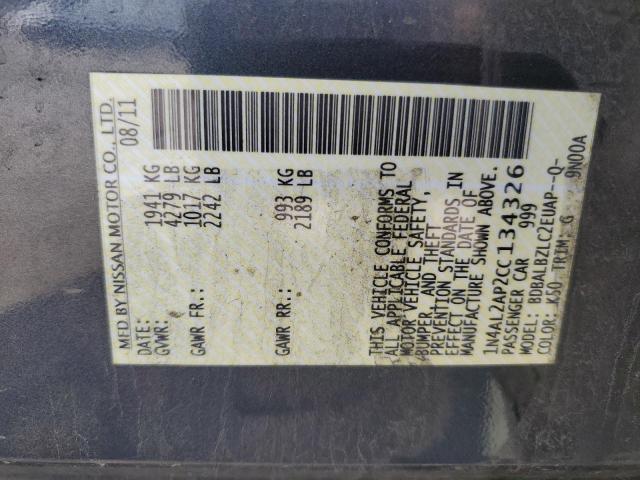 MFD BY NISSAN MOTOR CO., LTD.
DATE: 08/11
GVWR: 1941 KG
4279 LB
GAWR FR: 1017 KG
2242 LB
GAWR RR: 993 KG
2189 LB
THIS VEHICLE CONFORMS TO
ALL APPLICABLE FEDERAL
MOTOR VEHICLE SAFETY,
BUMPER, AND THEFT
PREVENTION STANDARDS IN
EFFECT ON THE DATE OF
MANUFACTURE SHOWN ABOVE.
1N4AL2AP2CC134326
PASSENGER CAR 999
MODEL: BDBALBZLC2EUAP--Q-
COLOR: K50 TRIM: G 9N00A